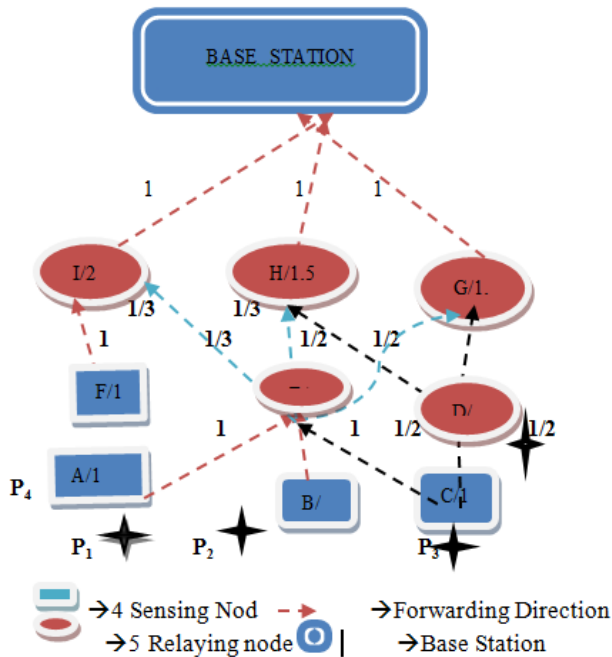 BASE STATION
1 1 1
I/2 H/1.5 G/1.
1/3 1/3
1 1/3 1/2 1/2
F/1 D/
1 1 1/2 1/2
P4 A/1 B/ C/1
P1 P2 P3
→4 Sensing Nod →Forwarding Direction
→5 Relaying node →Base Station